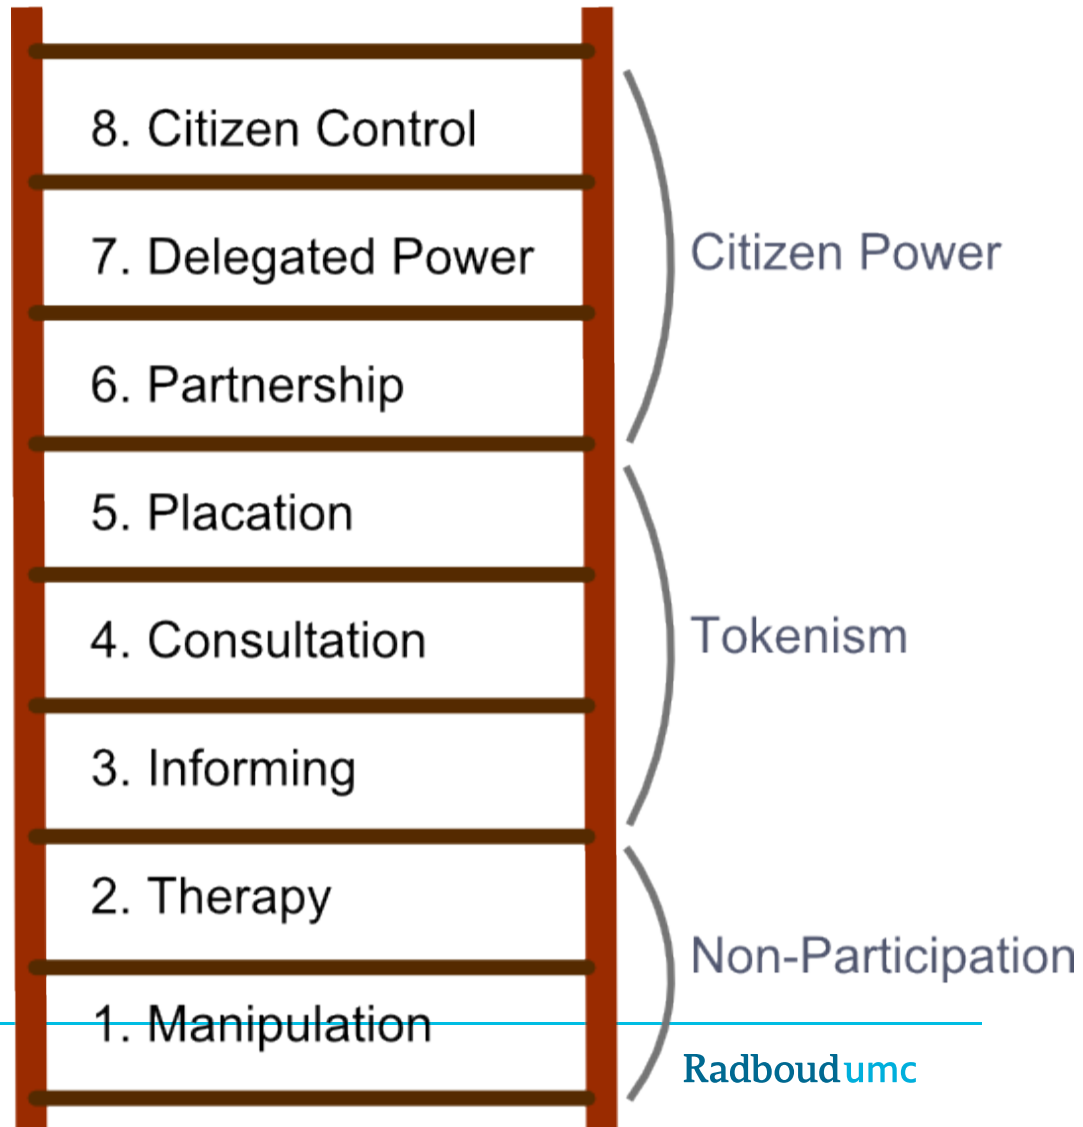 8. Citizen Control
7. Delegated Power
Citizen Power
6. Partnership
5. Placation
4. Consultation
Tokenism
3. Informing
2. Therapy
Non-Participation
1. Manipulation
Radboudumc